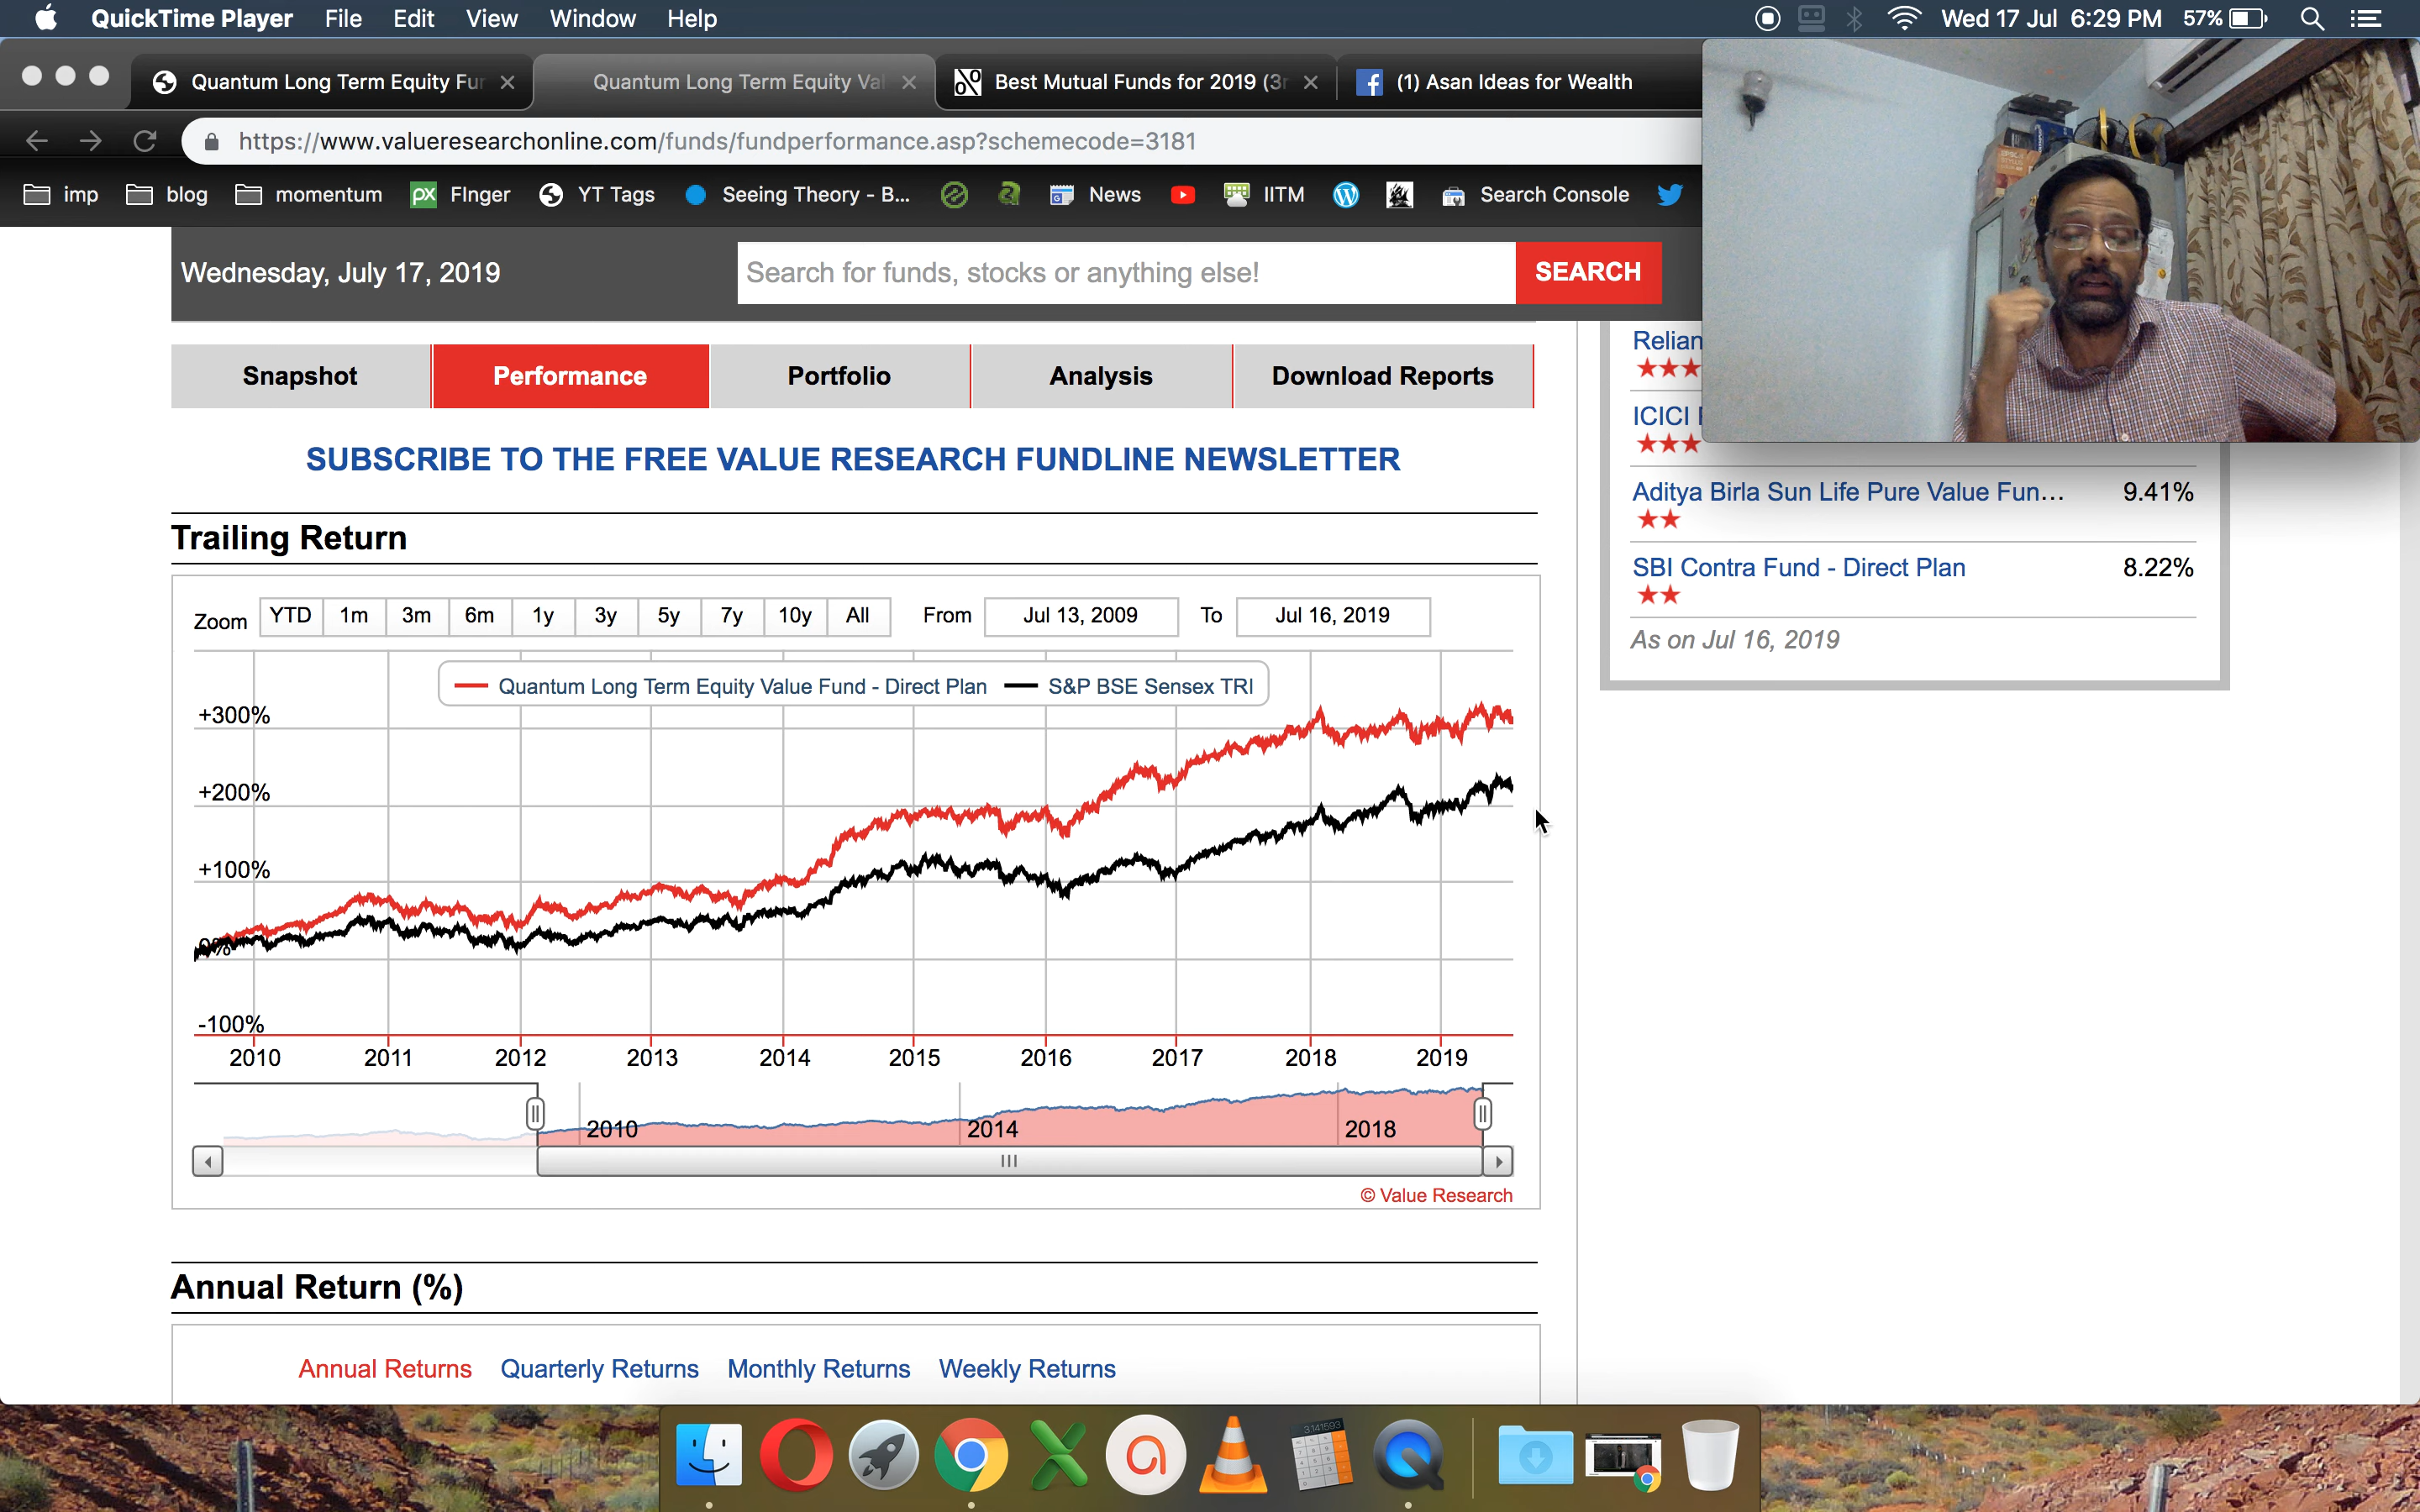 QuickTime Player File Edit View Window Help Wed 17 Jul 6:29 PM 57%
Quantum Long Term Equity Fur Quantum Long Term Equity Val Best Mutual Funds for 2019 (3r (1) Asan Ideas for Wealth
https://www.valueresearchonline.com/funds/fundperformance.asp?schemecode=3181
imp blog momentum px FInger YT Tags Seeing Theory - B... News IITM Search Console
Wednesday, July 17, 2019 Search for funds, stocks or anything else! SEARCH
Snapshot Performance Portfolio Analysis Download Reports
SUBSCRIBE TO THE FREE VALUE RESEARCH FUNDLINE NEWSLETTER
Trailing Return
Zoom YTD 1m 3m 6m 1y 3y 5y 7y 10y All From Jul 13, 2009 To Jul 16, 2019
Quantum Long Term Equity Value Fund - Direct Plan S&P BSE Sensex TRI
+300%
+200%
+100%
0%
-100%
2010 2011 2012 2013 2014 2015 2016 2017 2018 2019
2010 2014 2018
© Value Research
Annual Return (%)
Annual Returns Quarterly Returns Monthly Returns Weekly Returns
Relian
ICICI
Aditya Birla Sun Life Pure Value Fun... 9.41%
SBI Contra Fund - Direct Plan 8.22%
As on Jul 16, 2019
3.141593